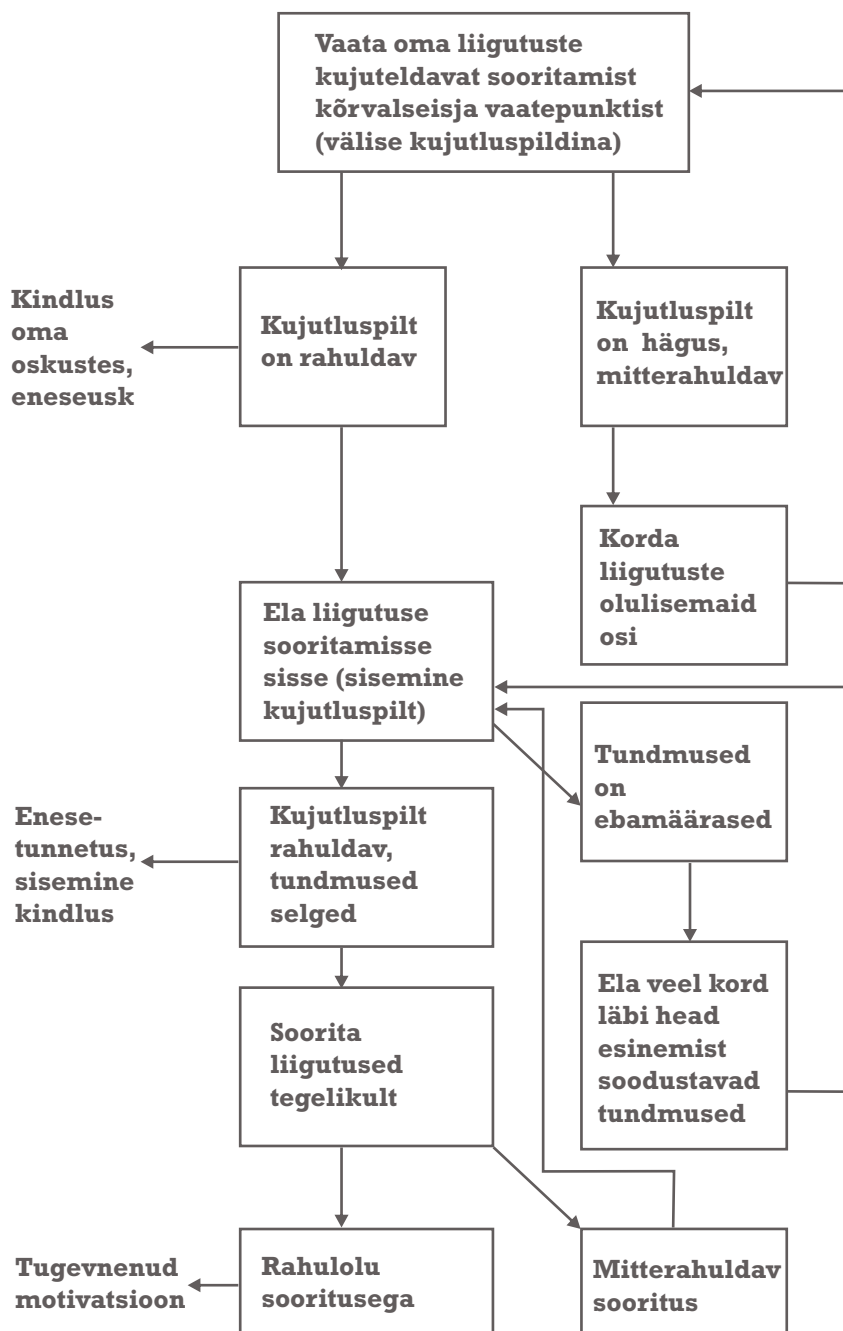 Vaata oma liigutuste
kujuteldavat sooritamist
kõrvalseisja vaatepunktist
(välise kujutluspildina)
Kindlus
oma
oskustes,
eneseusk
Kujutluspilt
on rahuldav
Kujutluspilt
on hägus,
mitterahuldav
Korda
liigutuste
olulisemaid
osi
Ela liigutuse
sooritamisse
sisse (sisemine
kujutluspilt)
Tundmused
on
ebamäärased
Enese-
tunnetus,
sisemine
kindlus
Kujutluspilt
rahuldav,
tundmused
selged
Ela veel kord
läbi head
esinemist
soodustavad
tundmused
Soorita
liigutused
tegelikult
Tugevnenud
motivatsioon
Rahulolu
sooritusega
Mitterahuldav
sooritus